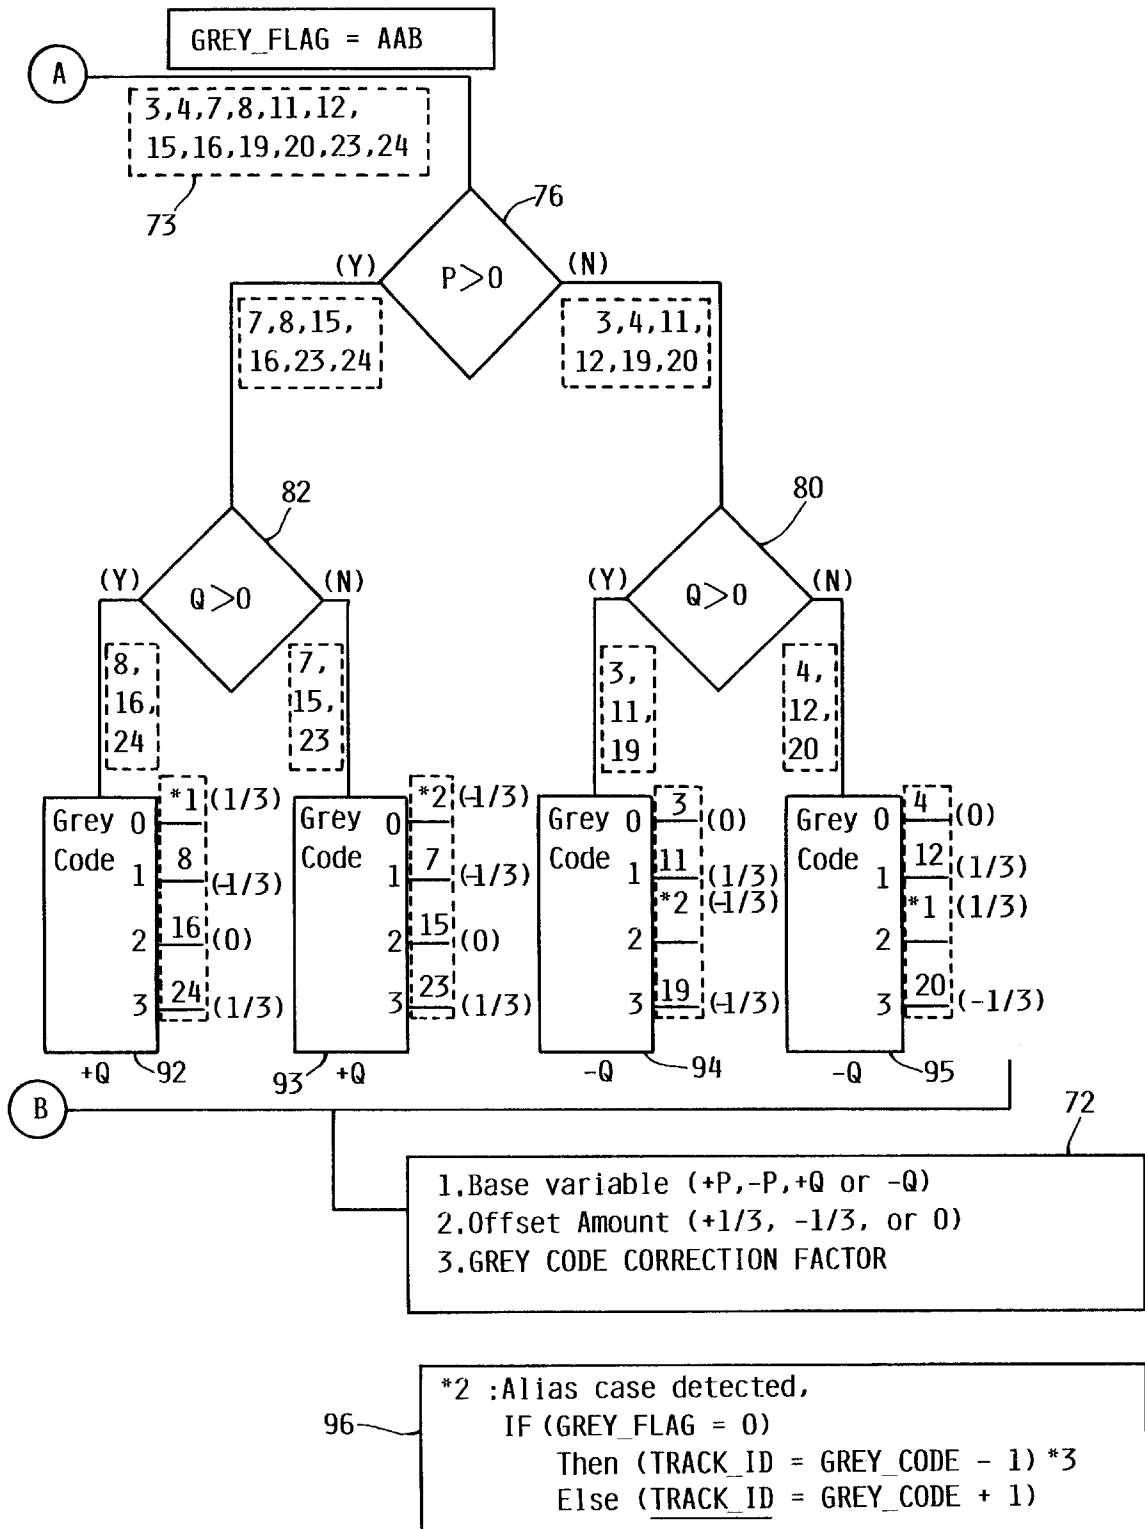 GREY_FLAG = AAB
A
3,4,7,8,11,12,
15,16,19,20,23,24
73
76
(Y)
P>0
(N)
7,8,15,
16,23,24
3,4,11,
12,19,20
82
80
(Y)
Q>0
(N)
(Y)
Q>0
(N)
8,
16,
24
7,
15,
23
3,
11,
19
4,
12,
20
Grey Code
0 *1 (1/3)
1 8 (-1/3)
2 16 (0)
3 24 (1/3)
+Q
92
Grey Code
0 *2 (-1/3)
1 7 (-1/3)
2 15 (0)
3 23 (1/3)
93
+Q
Grey Code
0 3 (0)
1 11 (1/3)
*2 (-1/3)
2
3 19 (-1/3)
-Q
94
Grey Code
0 4 (0)
1 12 (1/3)
*1 (1/3)
2
3 20 (-1/3)
-Q
95
B
72
1.Base variable (+P,-P,+Q or -Q)
2.Offset Amount (+1/3, -1/3, or 0)
3.GREY CODE CORRECTION FACTOR
96
*2 :Alias case detected,
IF (GREY_FLAG = 0)
Then (TRACK_ID = GREY_CODE - 1) *3
Else (TRACK_ID = GREY_CODE + 1)